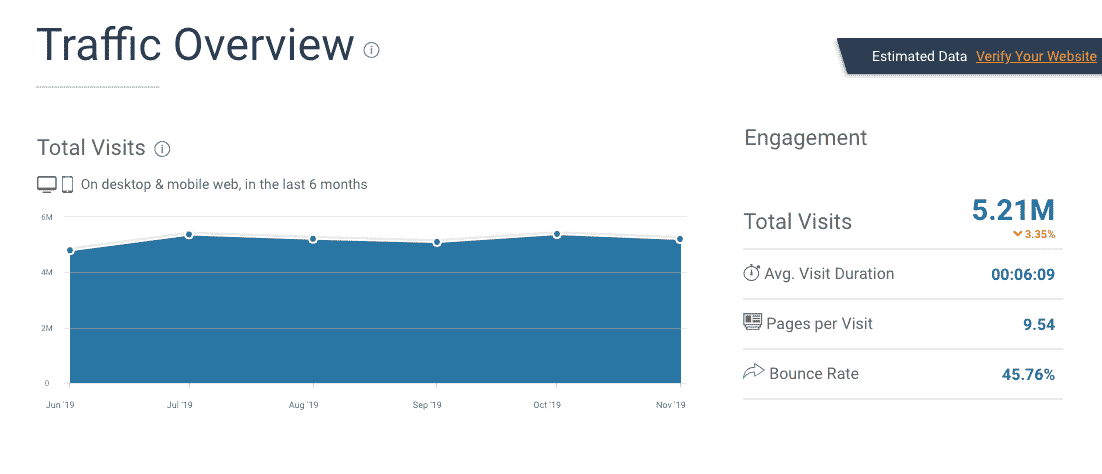 Traffic Overview
Estimated Data Verify Your Website
Total Visits
On desktop & mobile web, in the last 6 months
6M
4M
2M
0
Jun '19 Jul '19 Aug '19 Sep '19 Oct '19 Nov '19
Engagement
Total Visits 5.21M
3.35%
Avg. Visit Duration 00:06:09
Pages per Visit 9.54
Bounce Rate 45.76%